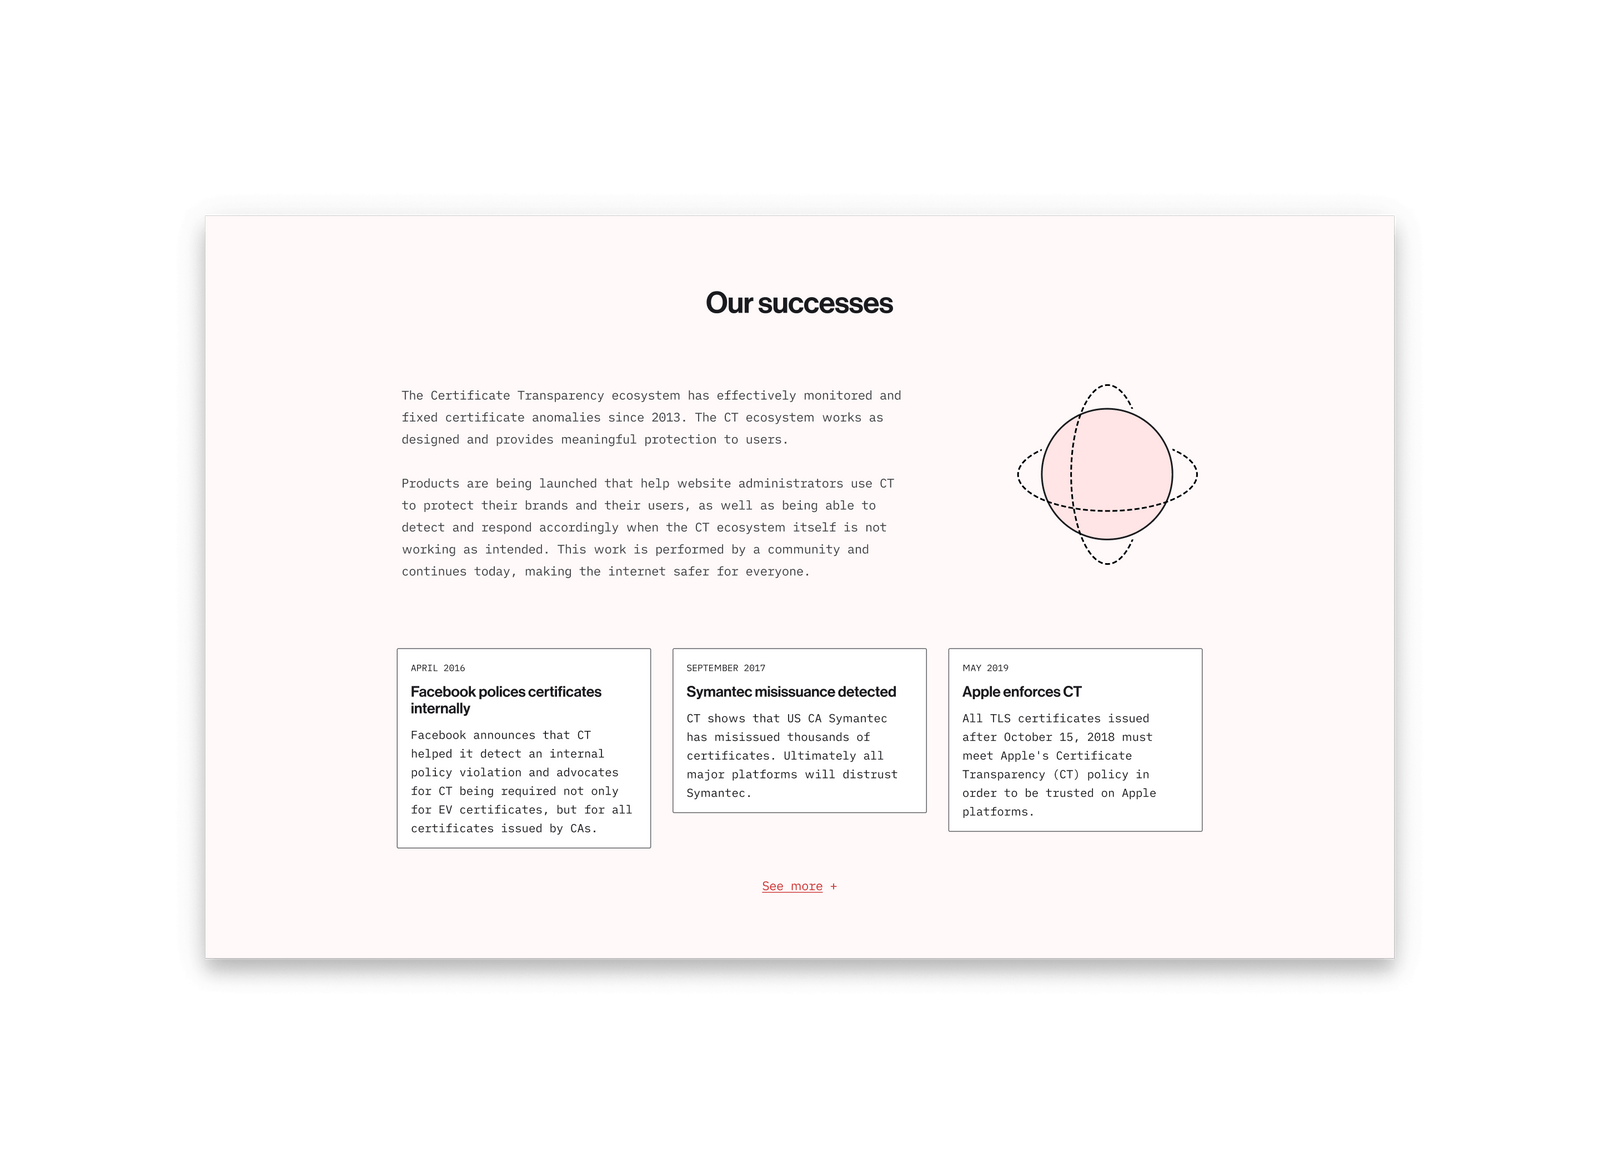 Our successes
The Certificate Transparency ecosystem has effectively monitored and
fixed certificate anomalies since 2013. The CT ecosystem works as
designed and provides meaningful protection to users.
Products are being launched that help website administrators use CT
to protect their brands and their users, as well as being able to
detect and respond accordingly when the CT ecosystem itself is not
working as intended. This work is performed by a community and
continues today, making the internet safer for everyone.
APRIL 2016
Facebook polices certificates
internally
Facebook announces that CT
helped it detect an internal
policy violation and advocates
for CT being required not only
for EV certificates, but for all
certificates issued by CAs.
SEPTEMBER 2017
Symantec misissuance detected
CT shows that US CA Symantec
has misissued thousands of
certificates. Ultimately all
major platforms will distrust
Symantec.
MAY 2019
Apple enforces CT
All TLS certificates issued
after October 15, 2018 must
meet Apple's Certificate
Transparency (CT) policy in
order to be trusted on Apple
platforms.
See more +